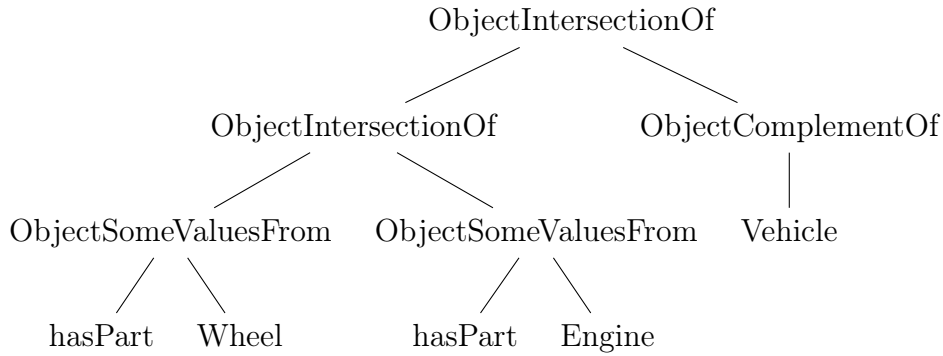 ObjectIntersectionOf
ObjectIntersectionOf ObjectComplementOf
ObjectSomeValuesFrom ObjectSomeValuesFrom Vehicle
hasPart Wheel hasPart Engine